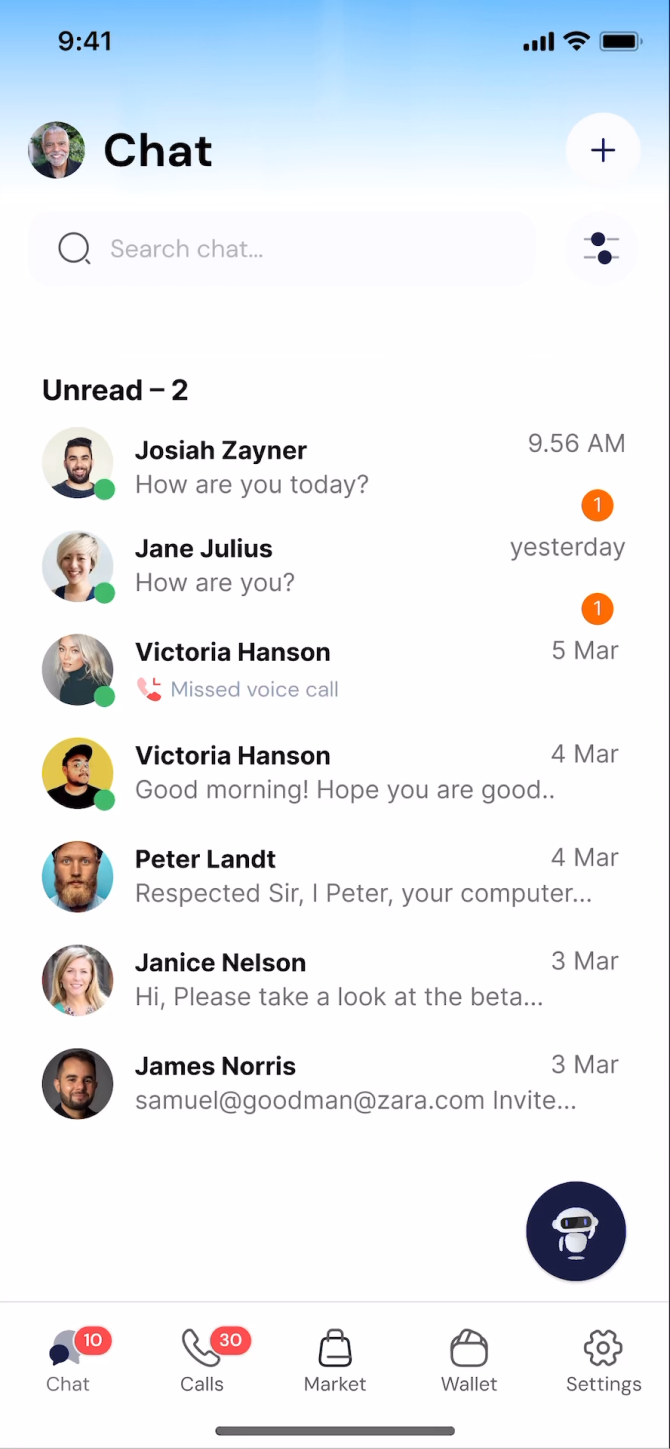 9:41
Chat
Search chat...
Unread – 2
Josiah Zayner 9.56 AM
How are you today?
1
Jane Julius yesterday
How are you?
1
Victoria Hanson 5 Mar
Missed voice call
Victoria Hanson 4 Mar
Good morning! Hope you are good..
Peter Landt 4 Mar
Respected Sir, I Peter, your computer...
Janice Nelson 3 Mar
Hi, Please take a look at the beta...
James Norris 3 Mar
samuel@goodman@zara.com Invite...
10 30
Chat Calls Market Wallet Settings